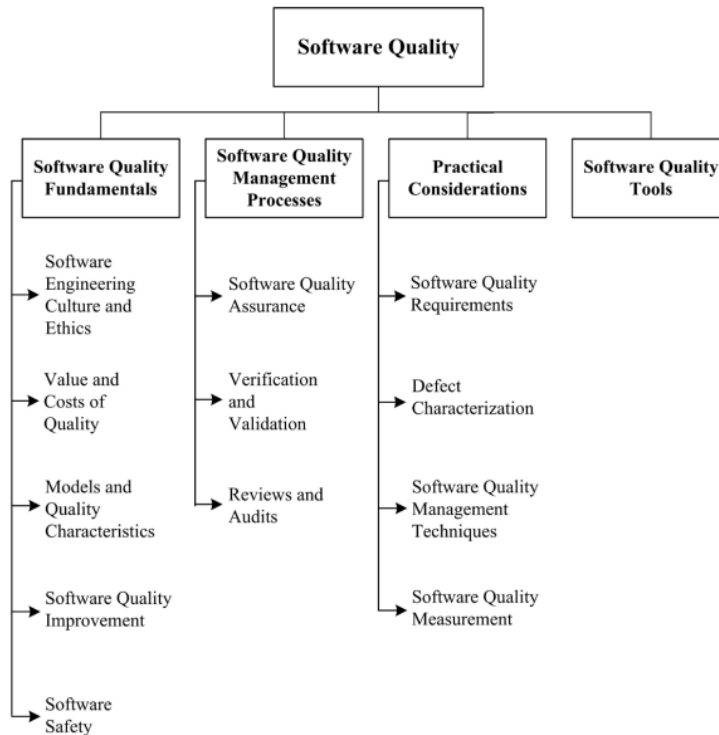 Software Quality
Software Quality
Fundamentals
Software Quality
Management
Processes
Practical
Considerations
Software Quality
Tools
Software
Engineering
Culture and
Ethics
Value and
Costs of
Quality
Models and
Quality
Characteristics
Software Quality
Improvement
Software
Safety
Software Quality
Assurance
Verification
and
Validation
Reviews and
Audits
Software Quality
Requirements
Defect
Characterization
Software Quality
Management
Techniques
Software Quality
Measurement